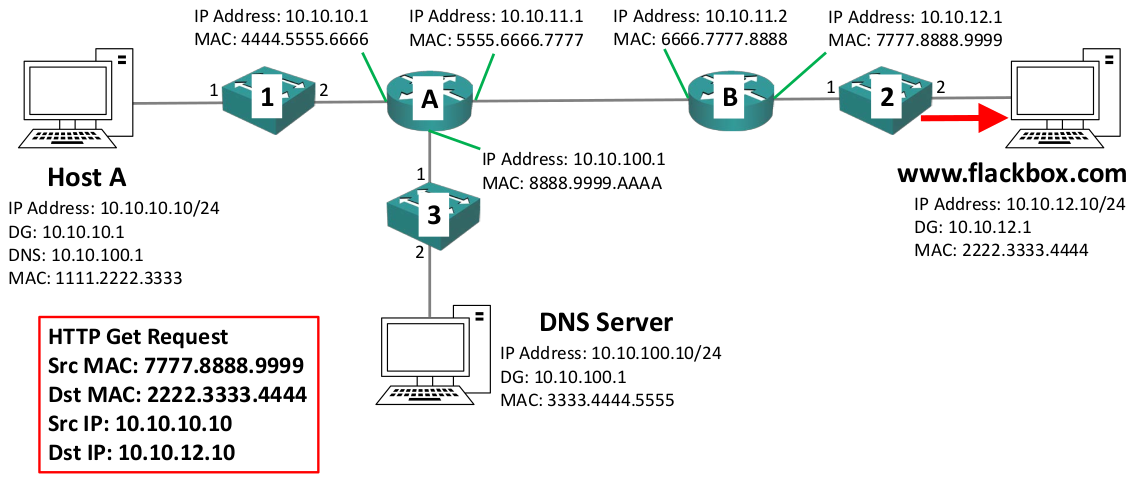 IP Address: 10.10.10.1
MAC: 4444.5555.6666
IP Address: 10.10.11.1
MAC: 5555.6666.7777
IP Address: 10.10.11.2
MAC: 6666.7777.8888
IP Address: 10.10.12.1
MAC: 7777.8888.9999
1
1
2
A
B
1
2
2
Host A
IP Address: 10.10.10.10/24
DG: 10.10.10.1
DNS: 10.10.100.1
MAC: 1111.2222.3333
IP Address: 10.10.100.1
MAC: 8888.9999.AAAA
www.flackbox.com
IP Address: 10.10.12.10/24
DG: 10.10.12.1
MAC: 2222.3333.4444
1
3
2
DNS Server
IP Address: 10.10.100.10/24
DG: 10.10.100.1
MAC: 3333.4444.5555
HTTP Get Request
Src MAC: 7777.8888.9999
Dst MAC: 2222.3333.4444
Src IP: 10.10.10.10
Dst IP: 10.10.12.10